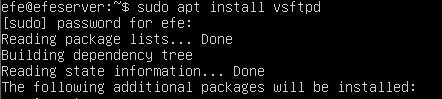 efe@efeserver:~$ sudo apt install vsftpd
[sudo] password for efe:
Reading package lists... Done
Building dependency tree
Reading state information... Done
The following additional packages will be installed: